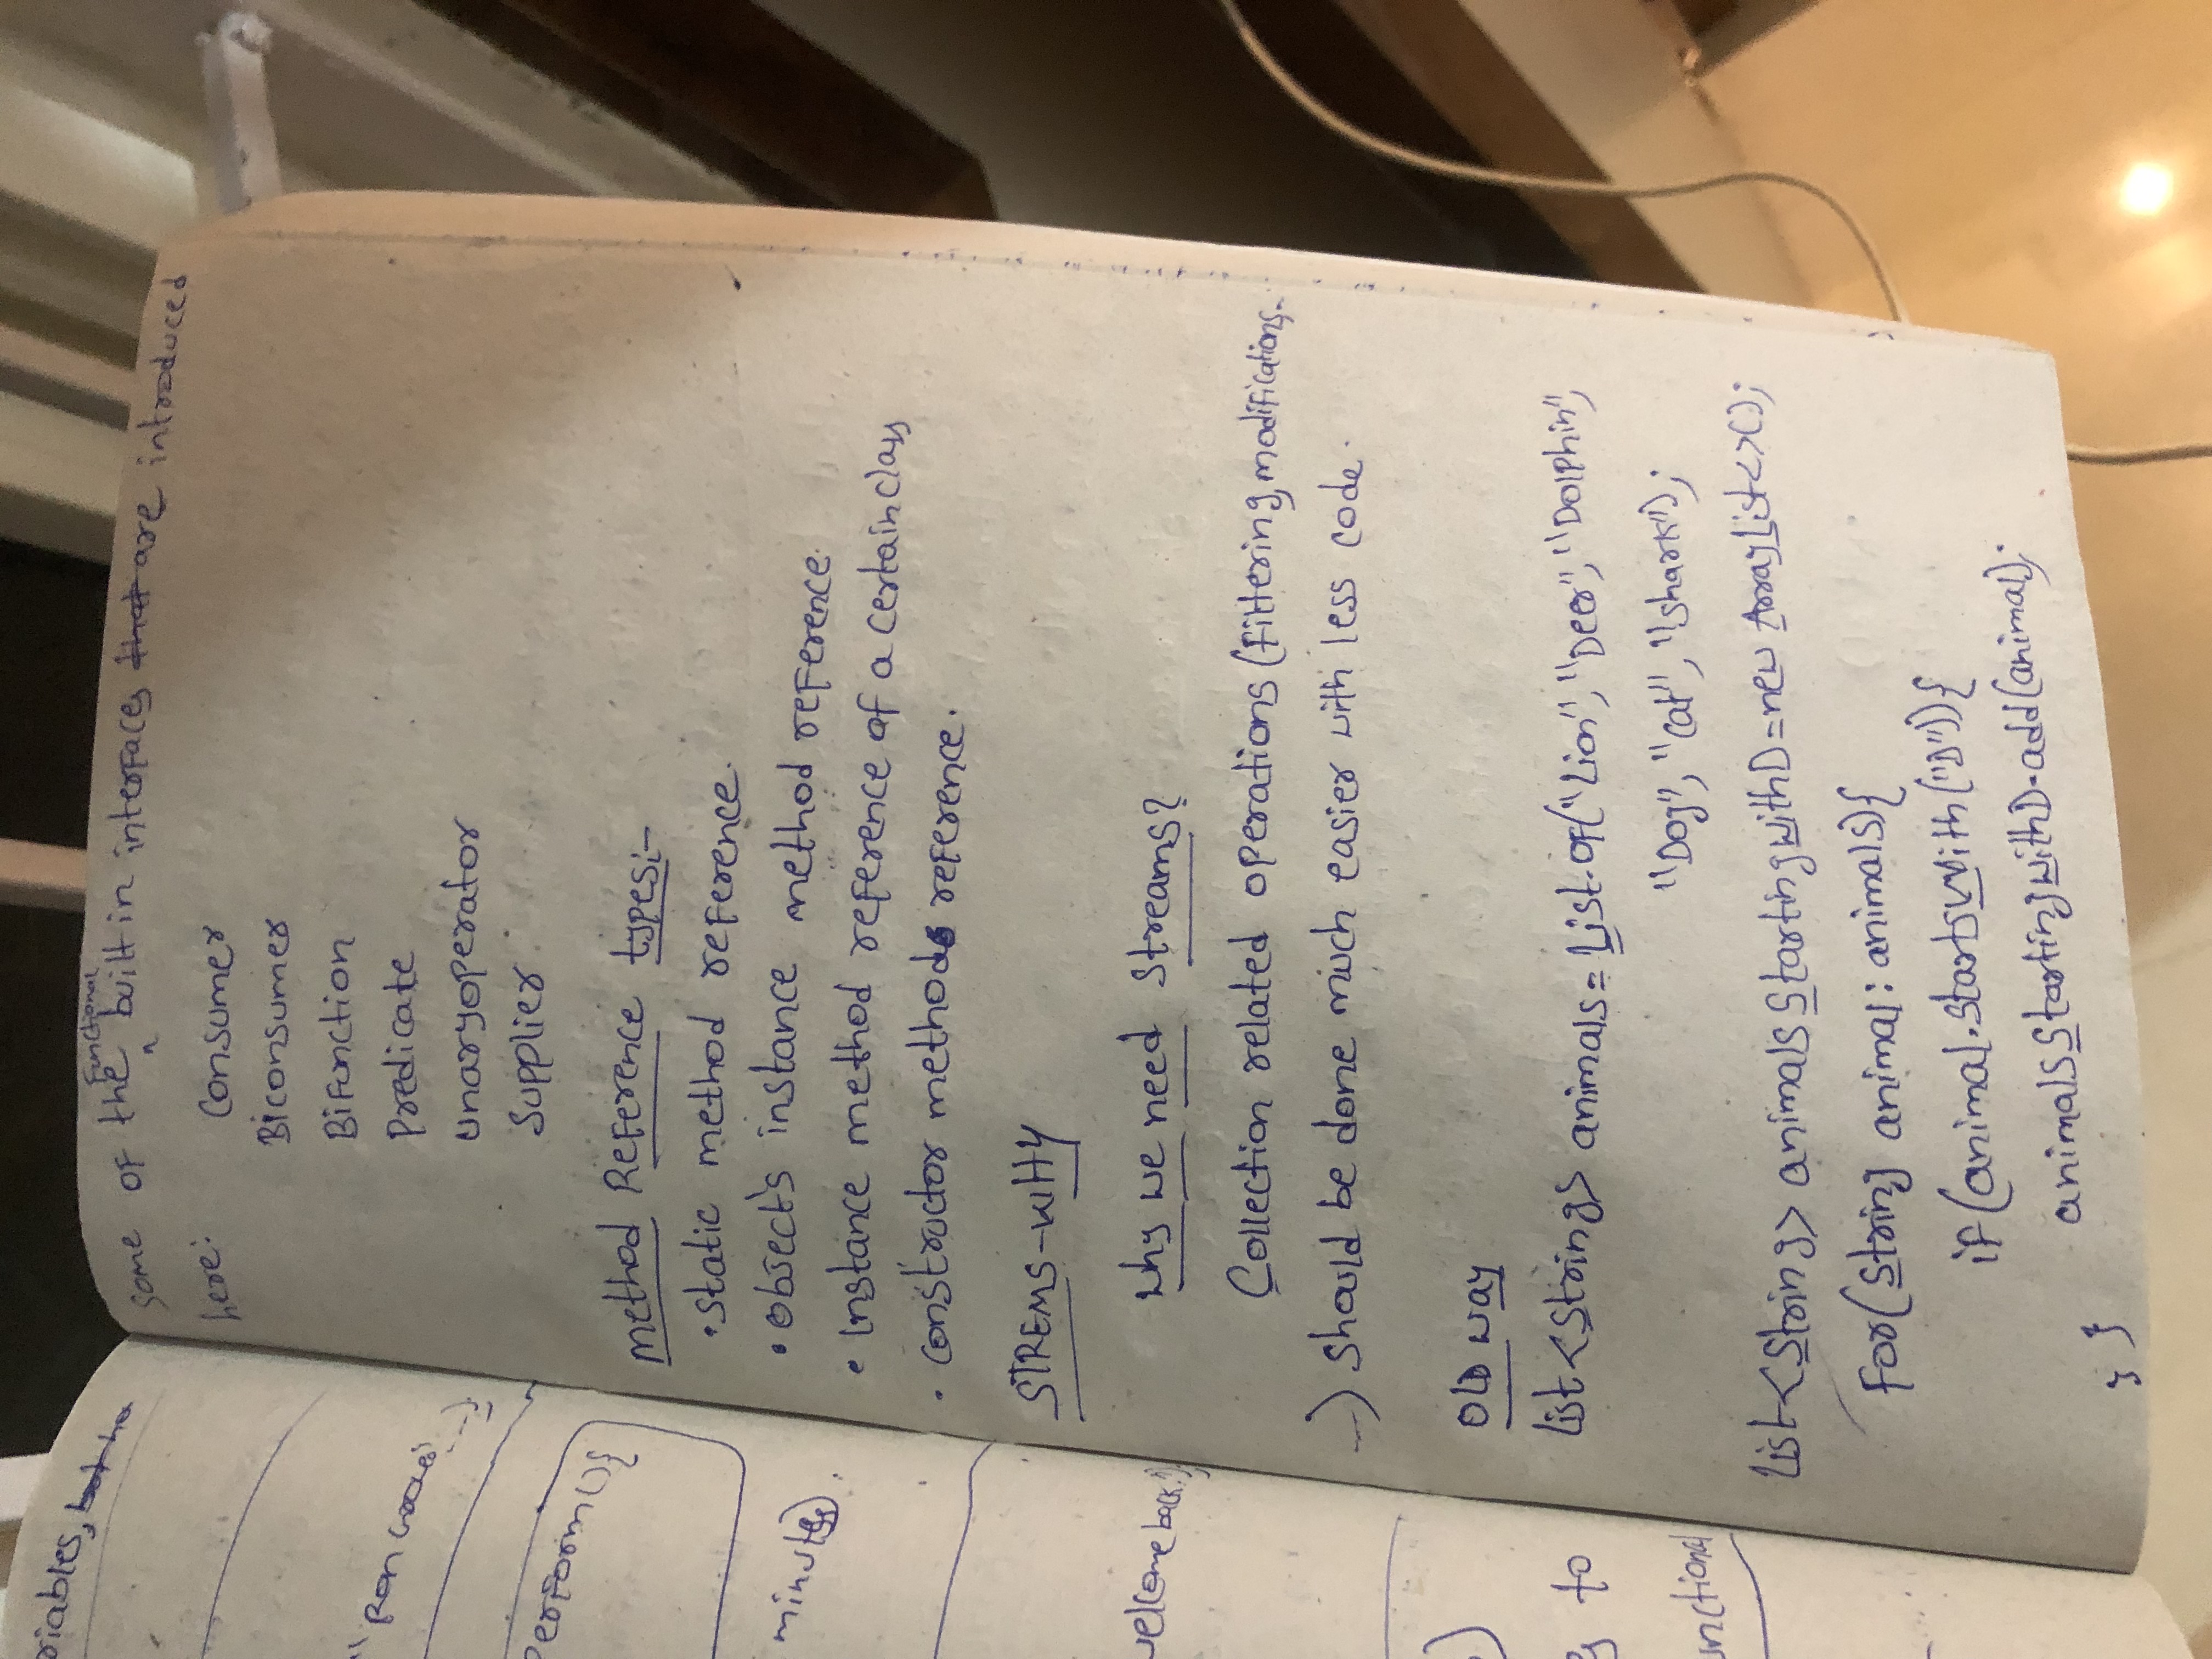 riables, but ho
"Ron
perform(){
minutes).
welcome back!")
)
g to
unctional
Functional
some of the ^ built in interfaces that are introduced
here: Consumer
Biconsumer
Bifunction
Predicate
unaryoperator
Supplier
method Reference types:-
• static method reference.
• object's instance method reference.
• Instance method reference of a certain class
• constructor method reference.
STREMS-WHY
why we need streams?
Collection related operations (filtering, modifications,..
...) should be done much easier with less code.
OLD way
List<String> animals = List.of("Lion", "Deer", "Dolphin",
"Dog", "cat", "shark");
List<String> animalsStartingWithD = new ArrayList<>();
for(String animal : animals){
if(animal.startsWith("D")){
animalsStartingWithD.add(animal);
} }